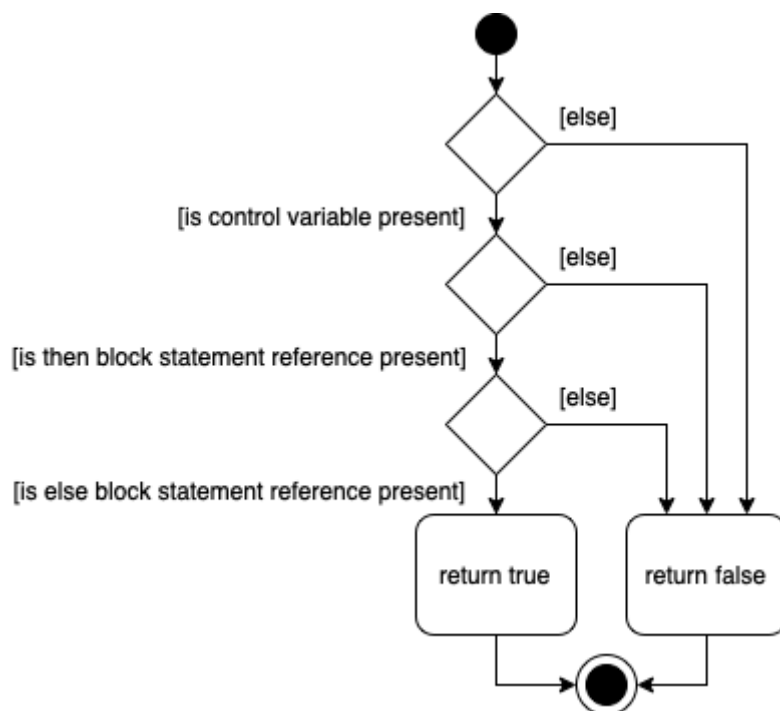 [else]
[is control variable present]
[else]
[is then block statement reference present]
[else]
[is else block statement reference present]
return true
return false